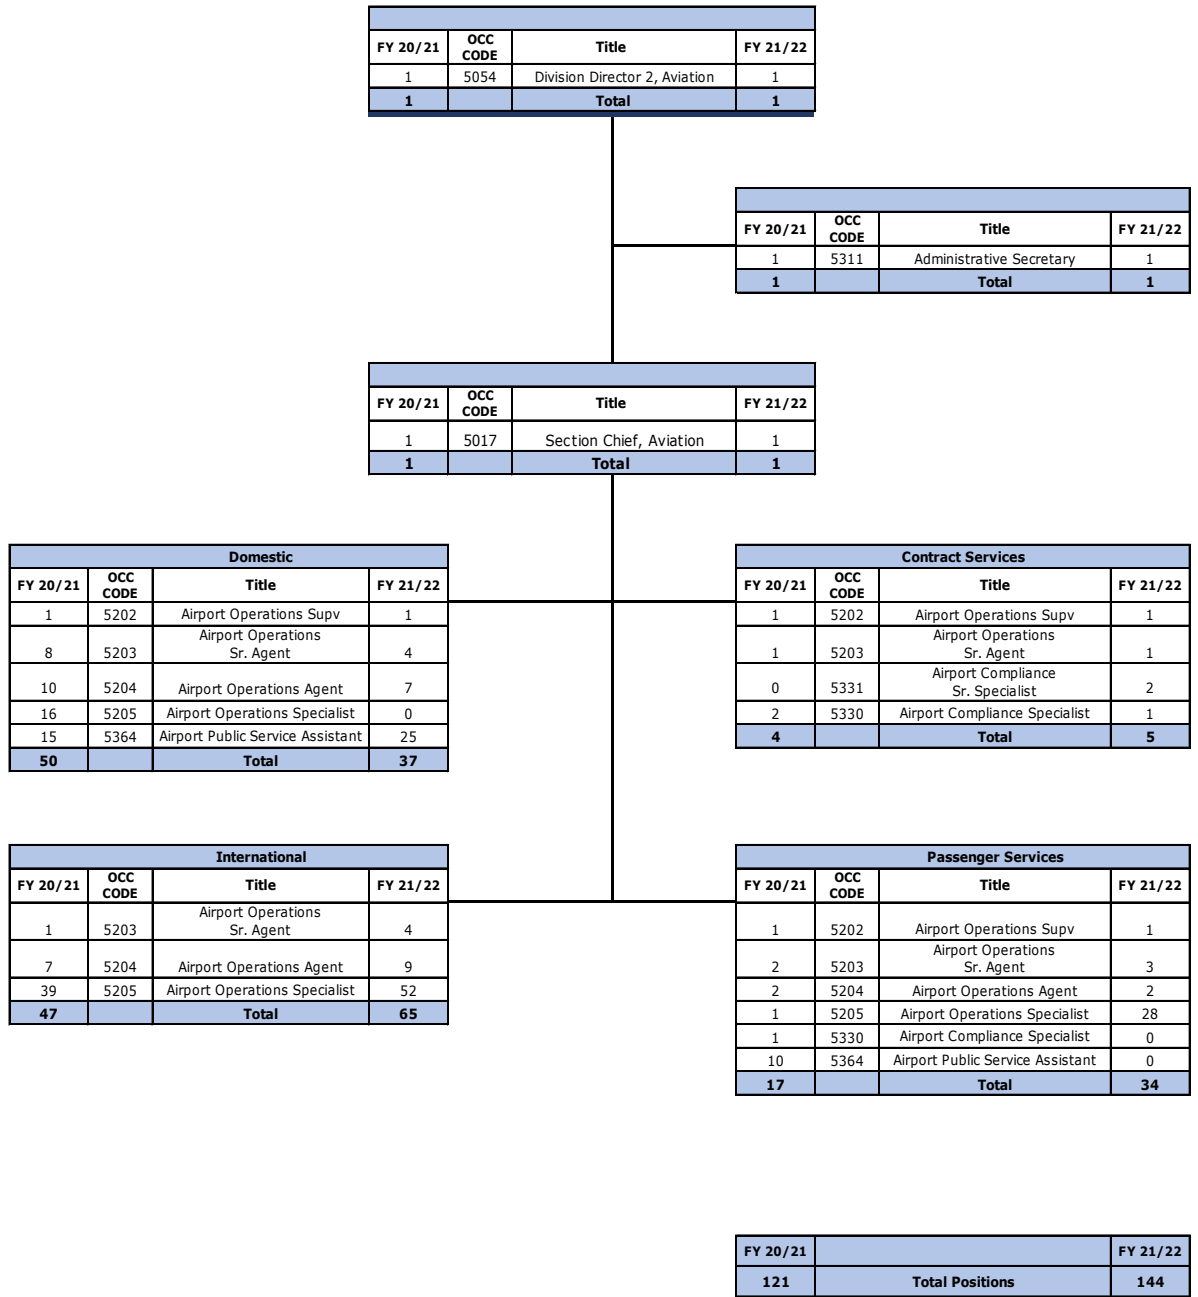 FY 20/21 OCC CODE Title FY 21/22
1 5054 Division Director 2, Aviation 1
1 Total 1
FY 20/21 OCC CODE Title FY 21/22
1 5311 Administrative Secretary 1
1 Total 1
FY 20/21 OCC CODE Title FY 21/22
1 5017 Section Chief, Aviation 1
1 Total 1
Domestic
FY 20/21 OCC CODE Title FY 21/22
1 5202 Airport Operations Supv 1
8 5203 Airport Operations Sr. Agent 4
10 5204 Airport Operations Agent 7
16 5205 Airport Operations Specialist 0
15 5364 Airport Public Service Assistant 25
50 Total 37
Contract Services
FY 20/21 OCC CODE Title FY 21/22
1 5202 Airport Operations Supv 1
1 5203 Airport Operations Sr. Agent 1
0 5331 Airport Compliance Sr. Specialist 2
2 5330 Airport Compliance Specialist 1
4 Total 5
International
FY 20/21 OCC CODE Title FY 21/22
1 5203 Airport Operations Sr. Agent 4
7 5204 Airport Operations Agent 9
39 5205 Airport Operations Specialist 52
47 Total 65
Passenger Services
FY 20/21 OCC CODE Title FY 21/22
1 5202 Airport Operations Supv 1
2 5203 Airport Operations Sr. Agent 3
2 5204 Airport Operations Agent 2
1 5205 Airport Operations Specialist 28
1 5330 Airport Compliance Specialist 0
10 5364 Airport Public Service Assistant 0
17 Total 34
FY 20/21 FY 21/22
121 Total Positions 144